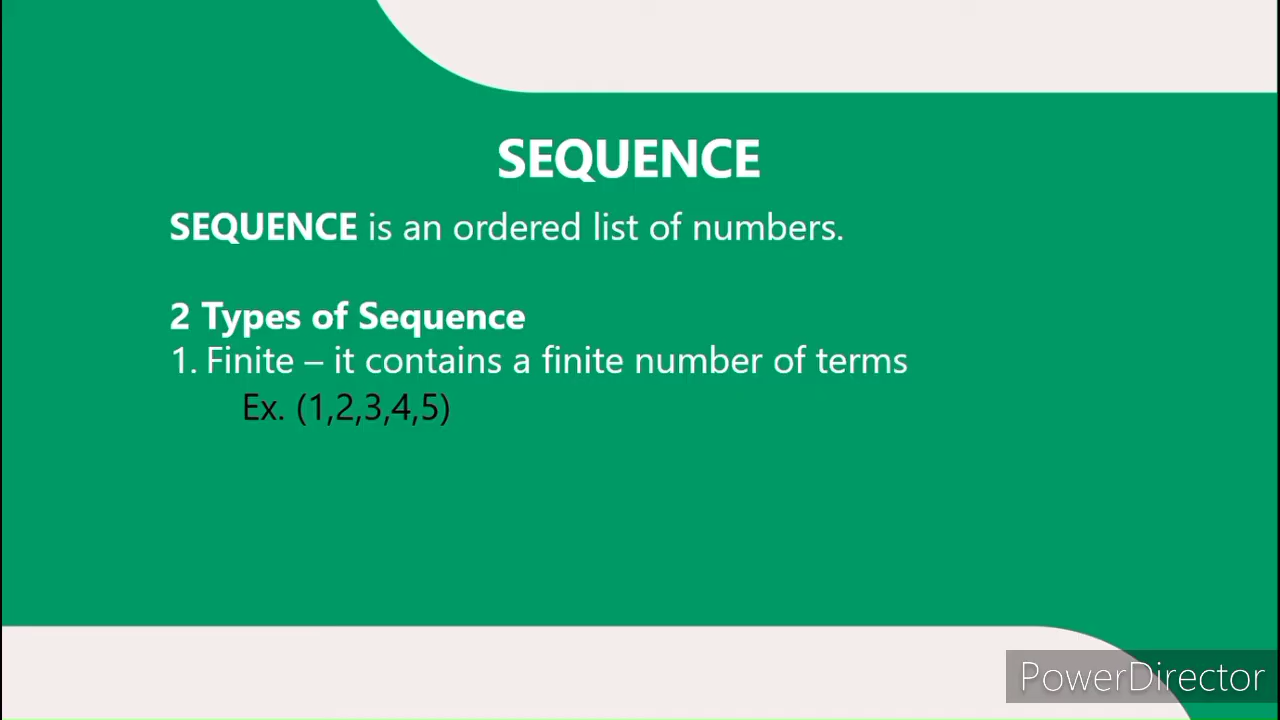 SEQUENCE
SEQUENCE is an ordered list of numbers.
2 Types of Sequence
1. Finite – it contains a finite number of terms
Ex. (1,2,3,4,5)
PowerDirector